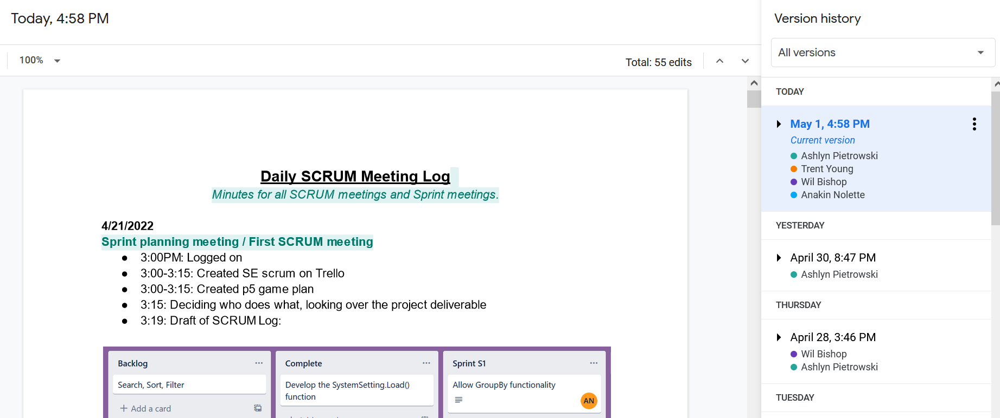 Today, 4:58 PM
100%
Total: 55 edits
Daily SCRUM Meeting Log
Minutes for all SCRUM meetings and Sprint meetings.
4/21/2022
Sprint planning meeting / First SCRUM meeting
● 3:00PM: Logged on
● 3:00-3:15: Created SE scrum on Trello
● 3:00-3:15: Created p5 game plan
● 3:15: Deciding who does what, looking over the project deliverable
● 3:19: Draft of SCRUM Log:
Backlog
Search, Sort, Filter
+ Add a card
Complete
Develop the SystemSetting.Load()
function
Sprint S1
Allow GroupBy functionality
AN
Version history
All versions
TODAY
May 1, 4:58 PM
Current version
Ashlyn Pietrowski
Trent Young
Wil Bishop
Anakin Nolette
YESTERDAY
April 30, 8:47 PM
Ashlyn Pietrowski
THURSDAY
April 28, 3:46 PM
Wil Bishop
Ashlyn Pietrowski
TUESDAY